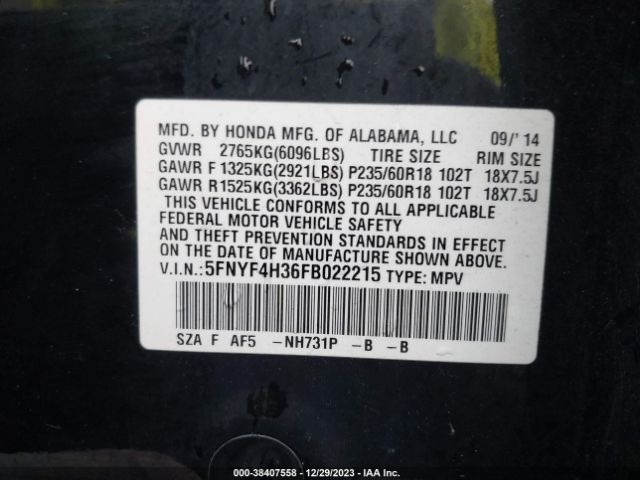 MFD. BY HONDA MFG. OF ALABAMA, LLC 09/' 14
GVWR 2765KG(6096LBS) TIRE SIZE RIM SIZE
GAWR F 1325KG(2921LBS) P235/60R18 102T 18X7.5J
GAWR R 1525KG(3362LBS) P235/60R18 102T 18X7.5J
THIS VEHICLE CONFORMS TO ALL APPLICABLE
FEDERAL MOTOR VEHICLE SAFETY
AND THEFT PREVENTION STANDARDS IN EFFECT
ON THE DATE OF MANUFACTURE SHOWN ABOVE.
V.I.N.: 5FNYF4H36FB022215 TYPE: MPV
SZA F AF5 -NH731P -B -B
000-38407558 - 12/29/2023 - IAA Inc.